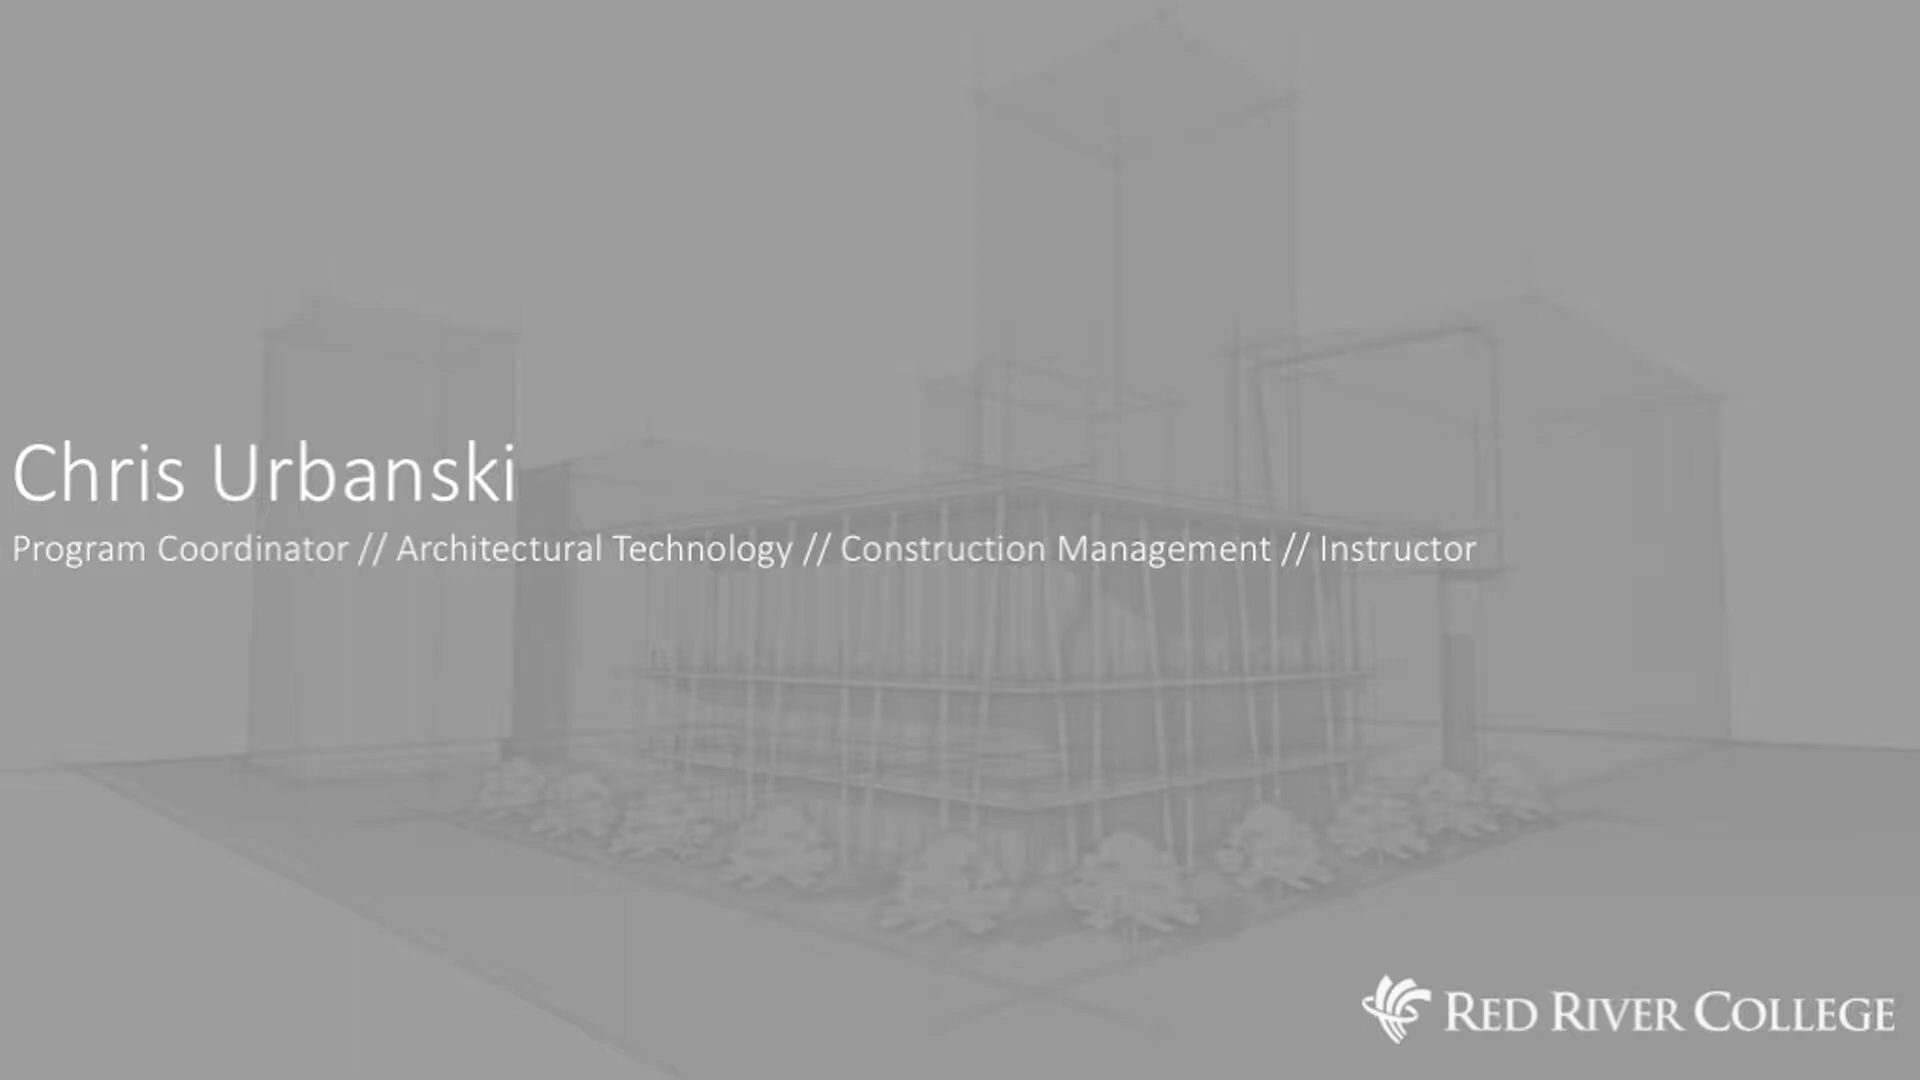 Chris Urbanski
Program Coordinator // Architectural Technology // Construction Management // Instructor
RED RIVER COLLEGE